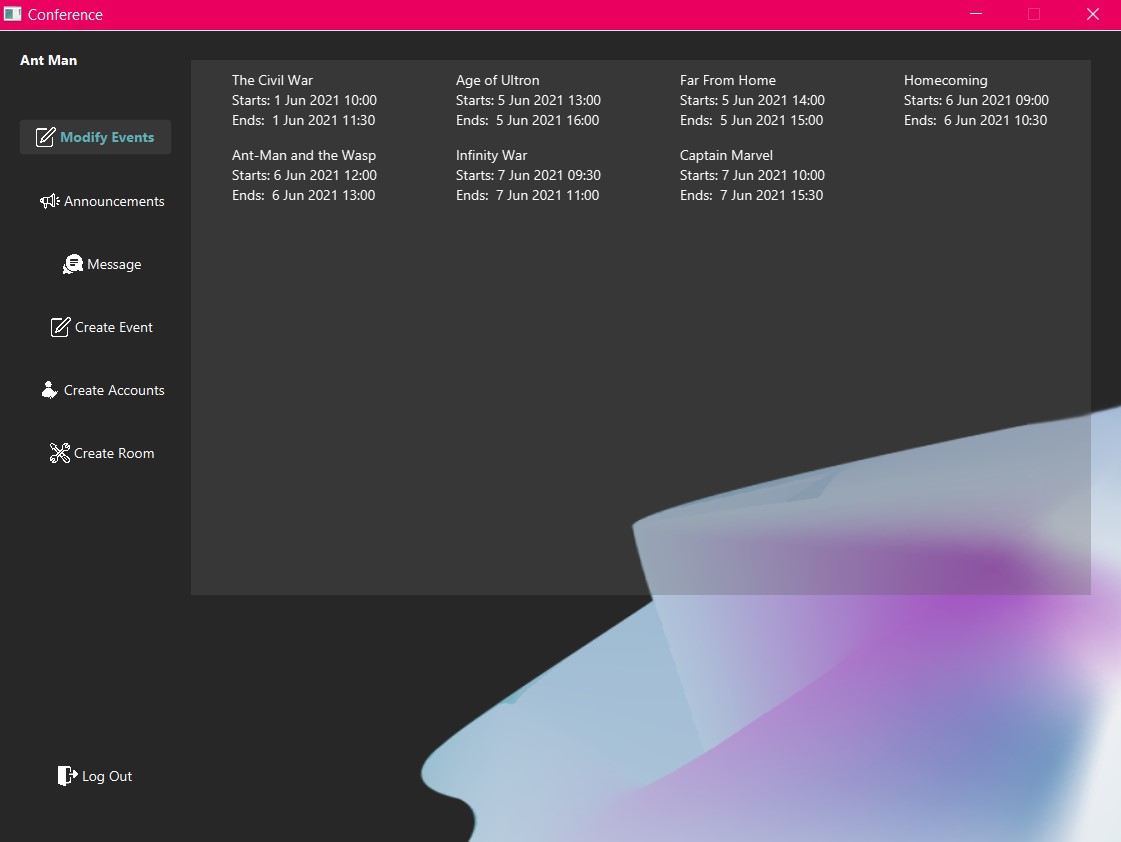 Conference
Ant Man
Modify Events
Announcements
Message
Create Event
Create Accounts
Create Room
Log Out
The Civil War
Starts: 1 Jun 2021 10:00
Ends:  1 Jun 2021 11:30
Age of Ultron
Starts: 5 Jun 2021 13:00
Ends:  5 Jun 2021 16:00
Far From Home
Starts: 5 Jun 2021 14:00
Ends:  5 Jun 2021 15:00
Homecoming
Starts: 6 Jun 2021 09:00
Ends:  6 Jun 2021 10:30
Ant-Man and the Wasp
Starts: 6 Jun 2021 12:00
Ends:  6 Jun 2021 13:00
Infinity War
Starts: 7 Jun 2021 09:30
Ends:  7 Jun 2021 11:00
Captain Marvel
Starts: 7 Jun 2021 10:00
Ends:  7 Jun 2021 15:30